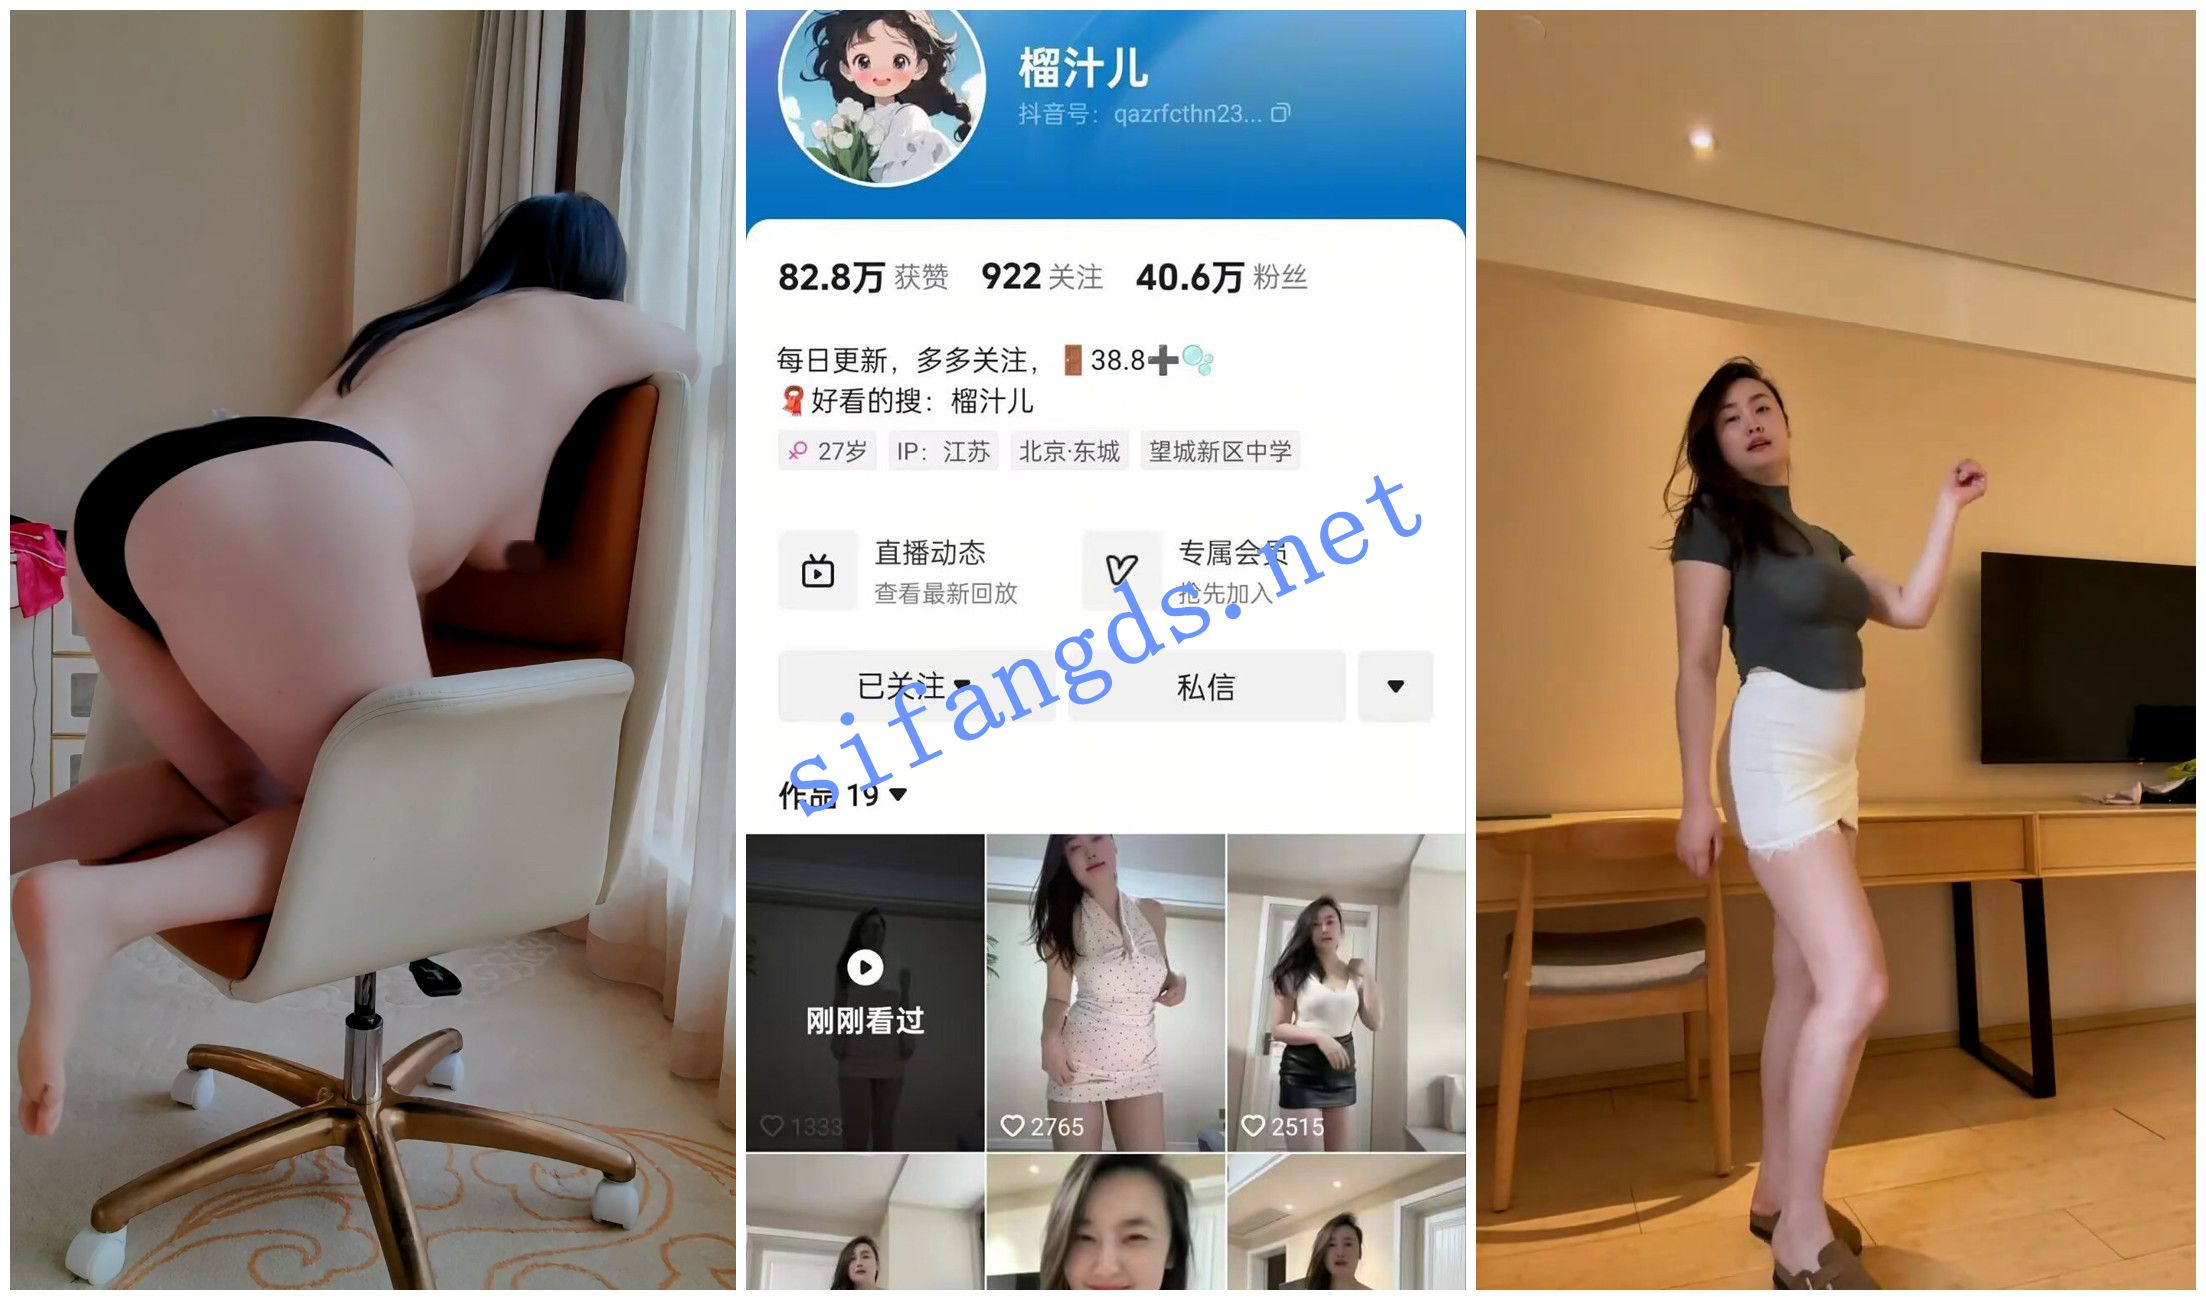 榴汁儿
抖音号：qazrfcthn23...
82.8万 获赞 922 关注 40.6万 粉丝
每日更新，多多关注，🚪38.8➕🫧
🧣好看的搜：榴汁儿
27岁 IP：江苏 北京·东城 望城新区中学
直播动态 专属会员
查看最新回放 抢先加入
已关注 私信
sifangds.net
作品 19
刚刚看过
1333 2765 2515